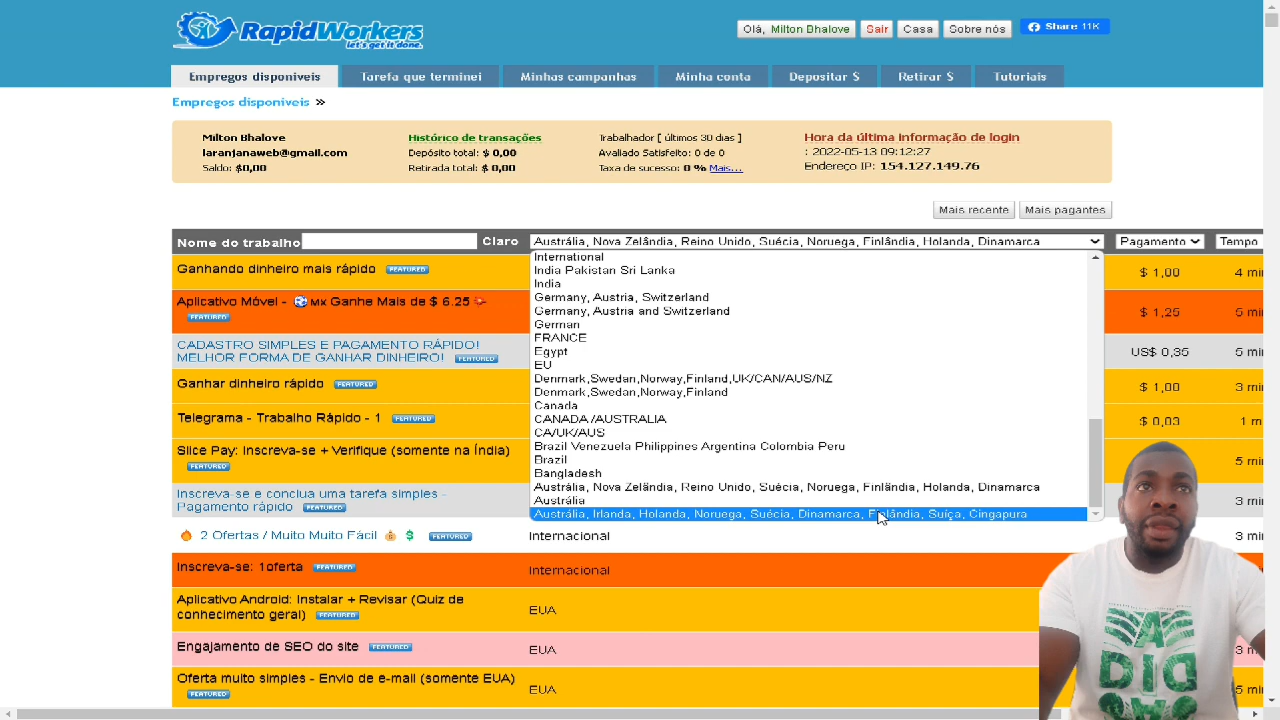 RapidWorkers
let's get it done.
Olá, Milton Bhalove
Sair
Casa
Sobre nós
Share 11K
Empregos disponíveis
Tarefa que terminei
Minhas campanhas
Minha conta
Depositar $
Retirar $
Tutoriais
Empregos disponíveis »
Milton Bhalove
laranjanaweb@gmail.com
Saldo: $0,00
Histórico de transações
Depósito total: $ 0,00
Retirada total: $ 0,00
Trabalhador [ últimos 30 dias ]
Avaliado Satisfeito: 0 de 0
Taxa de sucesso: 0 % Mais...
Hora da última informação de login
: 2022-05-13 09:12:27
Endereço IP: 154.127.149.76
Mais recente
Mais pagantes
Nome do trabalho
Claro
Austrália, Nova Zelândia, Reino Unido, Suécia, Noruega, Finlândia, Holanda, Dinamarca
Pagamento
Tempo
International
India Pakistan Sri Lanka
India
Germany, Austria, Switzerland
Germany, Austria and Switzerland
German
FRANCE
Egypt
EU
Denmark,Sweden,Norway,Finland,UK/CAN/AUS/NZ
Denmark,Sweden,Norway,Finland
Canada
CANADA/AUSTRALIA
CA/UK/AUS
Brazil Venezuela Philippines Argentina Colombia Peru
Brazil
Bangladesh
Austrália, Nova Zelândia, Reino Unido, Suécia, Noruega, Finlândia, Holanda, Dinamarca
Austrália
Austrália, Irlanda, Holanda, Noruega, Suécia, Dinamarca, Finlândia, Suíça, Cingapura
Ganhando dinheiro mais rápido FEATURED
$ 1,00
4 min
Aplicativo Móvel - MX Ganhe Mais de $ 6.25
FEATURED
$ 1,25
5 min
CADASTRO SIMPLES E PAGAMENTO RÁPIDO!
MELHOR FORMA DE GANHAR DINHEIRO! FEATURED
US$ 0,35
5 min
Ganhar dinheiro rápido FEATURED
$ 1,00
3 min
Telegrama - Trabalho Rápido - 1 FEATURED
$ 0,03
1 m
Slice Pay: Inscreva-se + Verifique (somente na Índia)
FEATURED
5 min
Inscreva-se e conclua uma tarefa simples -
Pagamento rápido FEATURED
3 min
2 Ofertas / Muito Muito Fácil $ FEATURED
Internacional
3 min
Inscreva-se: 1oferta FEATURED
Internacional
Aplicativo Android: Instalar + Revisar (Quiz de
conhecimento geral) FEATURED
EUA
Engajamento de SEO do site FEATURED
EUA
3 min
Oferta muito simples - Envio de e-mail (somente EUA)
FEATURED
EUA
3 min